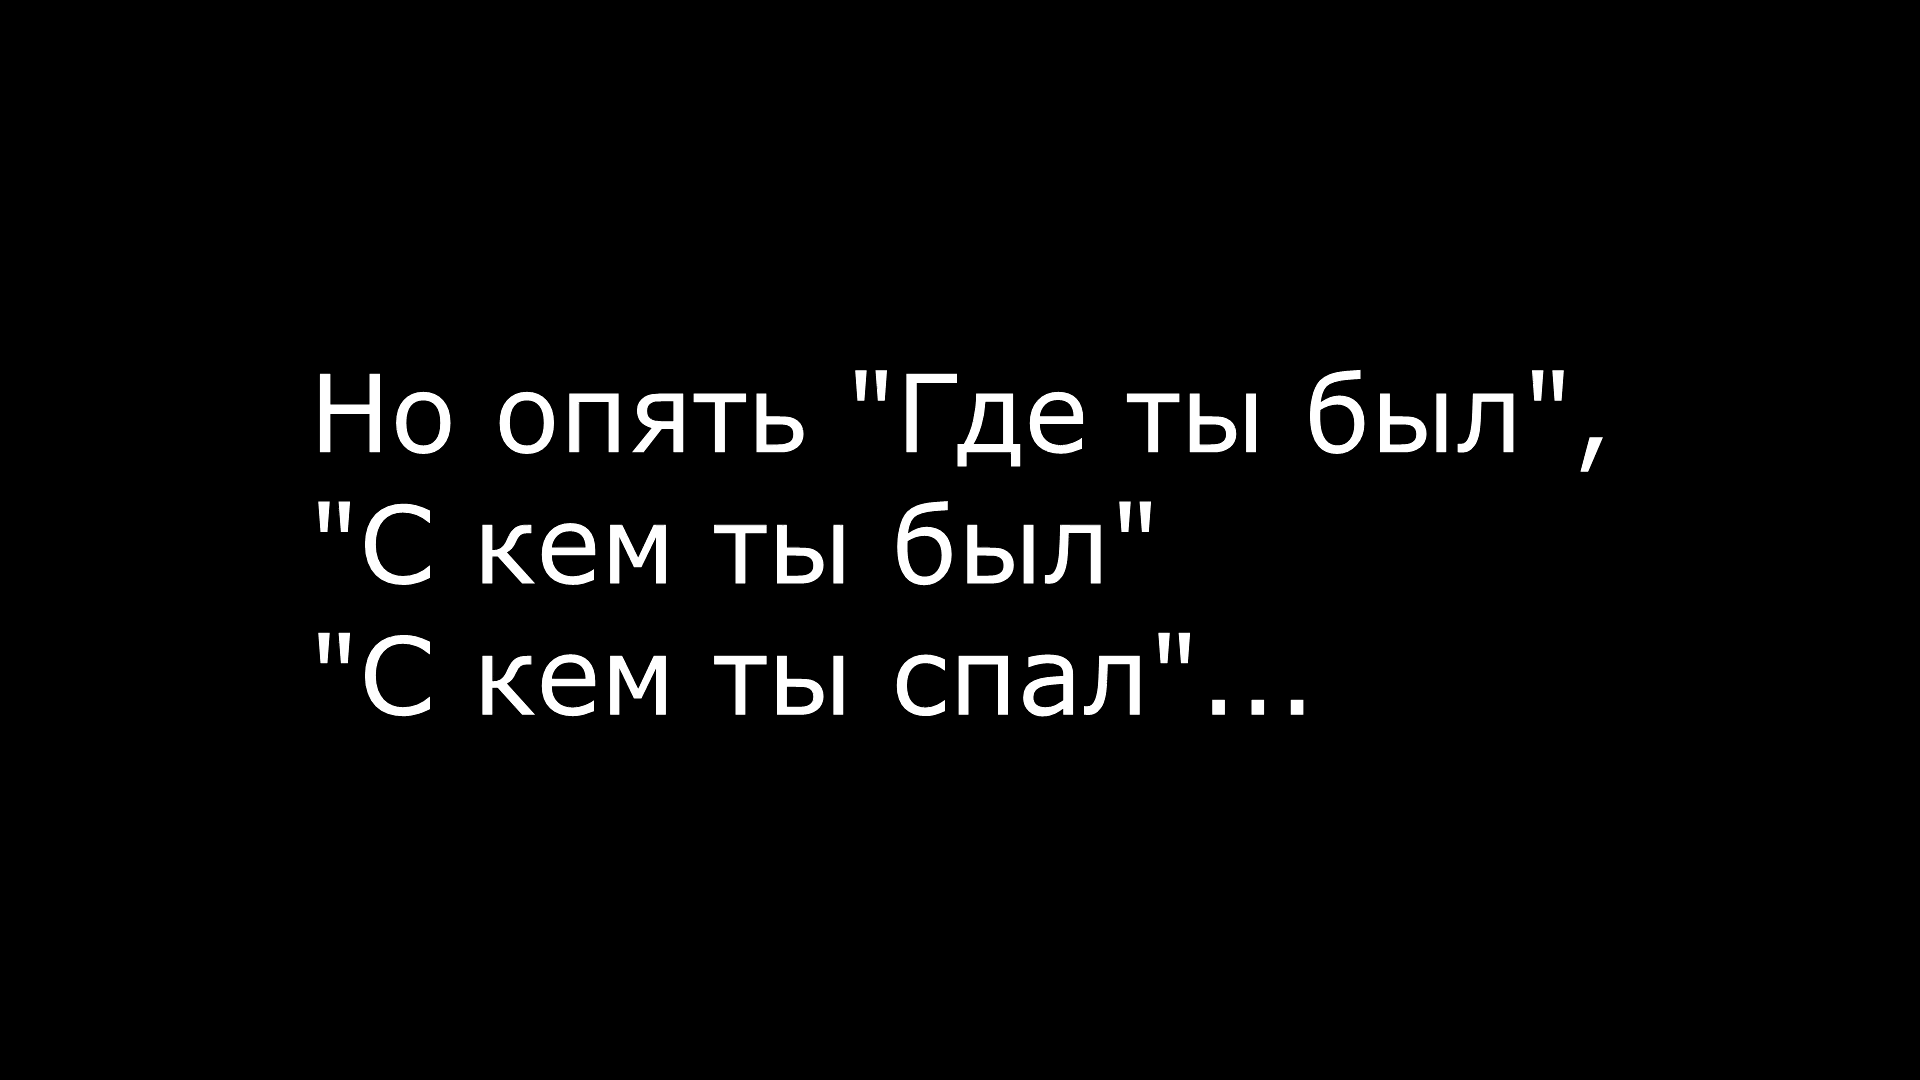 Но опять "Где ты был",
"С кем ты был"
"С кем ты спал"...